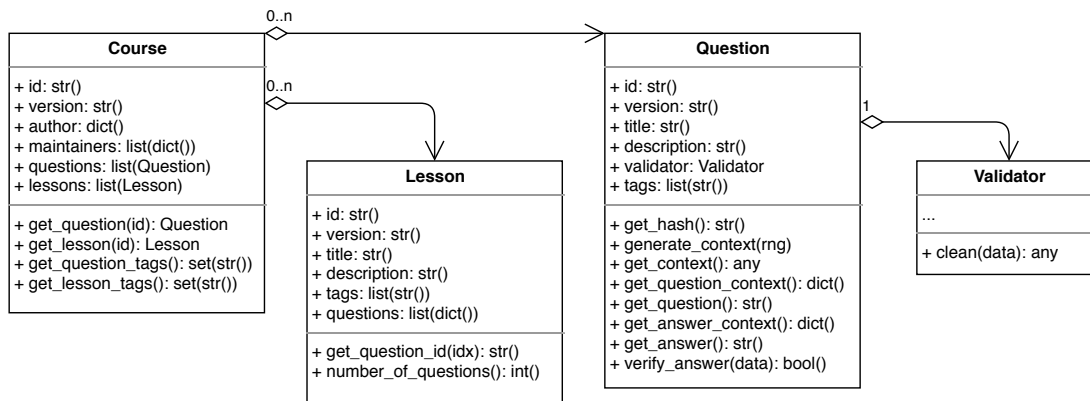 0..n
Course
+ id: str()
+ version: str()
+ author: dict()
+ maintainers: list(dict())
+ questions: list(Question)
+ lessons: list(Lesson)
+ get_question(id): Question
+ get_lesson(id): Lesson
+ get_question_tags(): set(str())
+ get_lesson_tags(): set(str())
0..n
Lesson
+ id: str()
+ version: str()
+ title: str()
+ description: str()
+ tags: list(str())
+ questions: list(dict())
+ get_question_id(idx): str()
+ number_of_questions(): int()
Question
+ id: str()
+ version: str()
+ title: str()
+ description: str()
+ validator: Validator
+ tags: list(str())
+ get_hash(): str()
+ generate_context(rng)
+ get_context(): any
+ get_question_context(): dict()
+ get_question(): str()
+ get_answer_context(): dict()
+ get_answer(): str()
+ verify_answer(data): bool()
1
Validator
...
+ clean(data): any